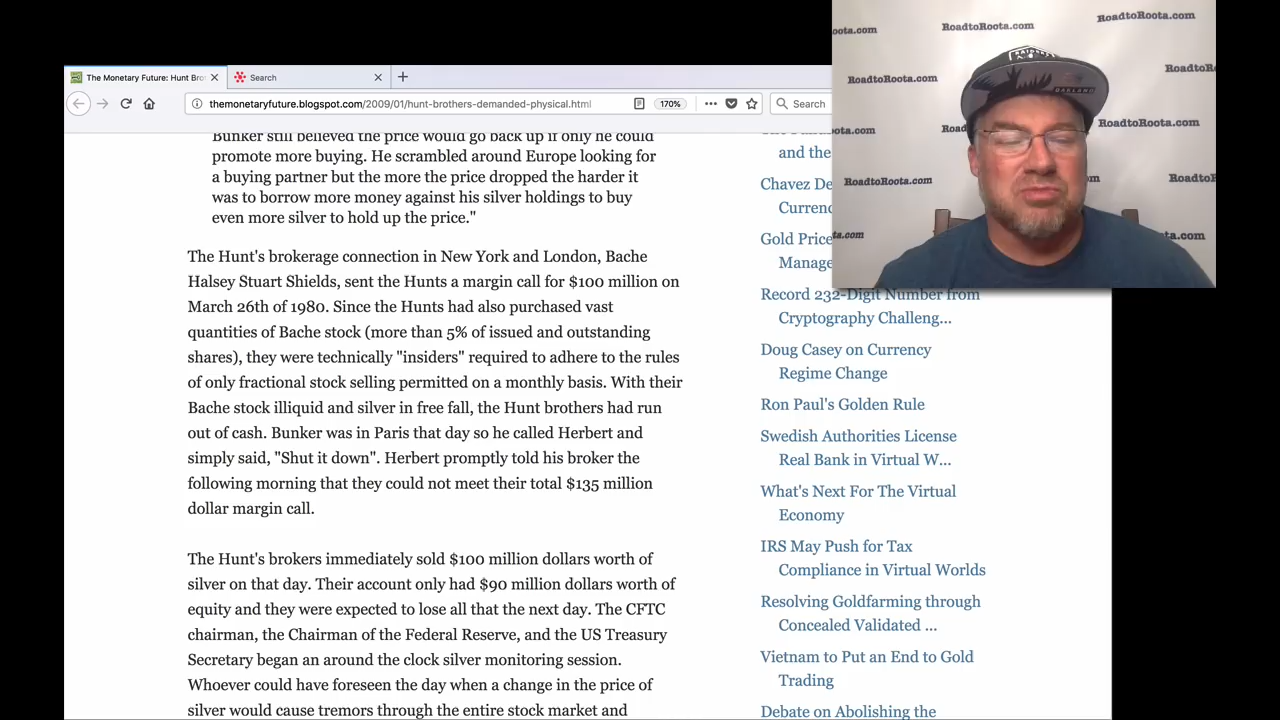 RoadtoRoota.com
RoadtoRoota.com
.com
The Monetary Future: Hunt Bro
Search
themonetaryfuture.blogspot.com/2009/01/hunt-brothers-demanded-physical.html
170%
Search
RoadtoRoota.com
RoadtoRo
.com
Road
RoadtoRoota.com
RoadtoRoota.com
RoadtoR
ta.com
Bunker still believed the price would go back up if only he could
promote more buying. He scrambled around Europe looking for
a buying partner but the more the price dropped the harder it
was to borrow more money against his silver holdings to buy
even more silver to hold up the price."
The Hunt's brokerage connection in New York and London, Bache
Halsey Stuart Shields, sent the Hunts a margin call for $100 million on
March 26th of 1980. Since the Hunts had also purchased vast
quantities of Bache stock (more than 5% of issued and outstanding
shares), they were technically "insiders" required to adhere to the rules
of only fractional stock selling permitted on a monthly basis. With their
Bache stock illiquid and silver in free fall, the Hunt brothers had run
out of cash. Bunker was in Paris that day so he called Herbert and
simply said, "Shut it down". Herbert promptly told his broker the
following morning that they could not meet their total $135 million
dollar margin call.
The Hunt's brokers immediately sold $100 million dollars worth of
silver on that day. Their account only had $90 million dollars worth of
equity and they were expected to lose all that the next day. The CFTC
chairman, the Chairman of the Federal Reserve, and the US Treasury
Secretary began an around the clock silver monitoring session.
Whoever could have foreseen the day when a change in the price of
silver would cause tremors through the entire stock market and
and the
Chavez De
Currenc
Gold Price
Manage
Record 232-Digit Number from
Cryptography Challeng...
Doug Casey on Currency
Regime Change
Ron Paul's Golden Rule
Swedish Authorities License
Real Bank in Virtual W...
What's Next For The Virtual
Economy
IRS May Push for Tax
Compliance in Virtual Worlds
Resolving Goldfarming through
Concealed Validated ...
Vietnam to Put an End to Gold
Trading
Debate on Abolishing the